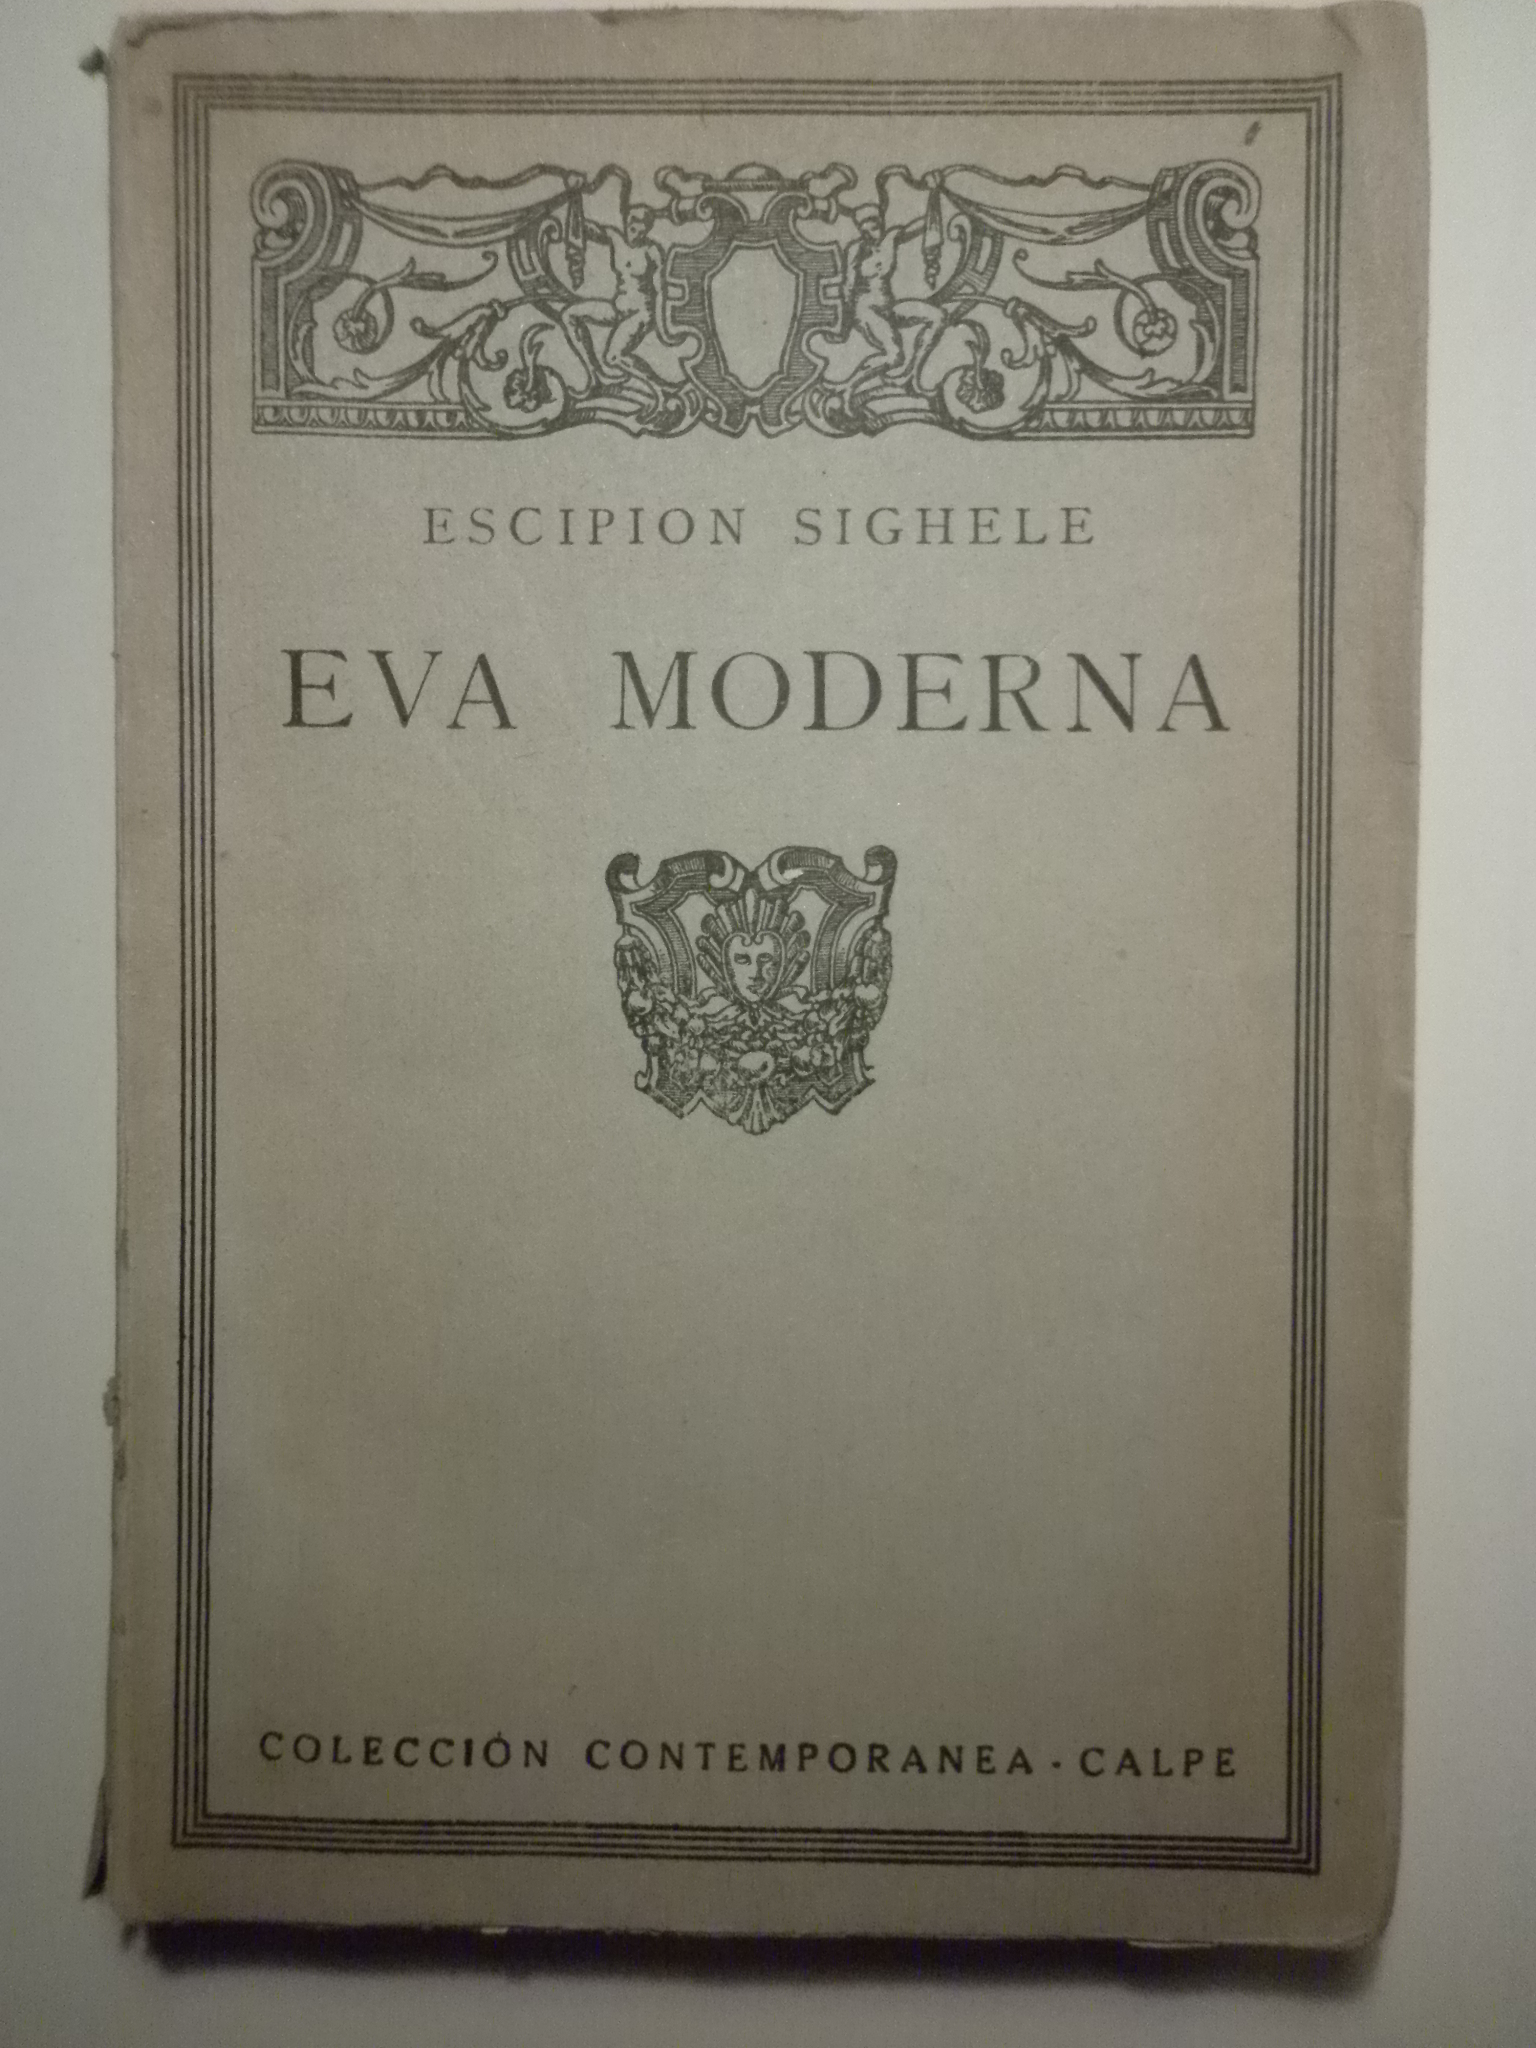 ESCIPION SIGHELE
EVA MODERNA
COLECCIÓN CONTEMPORANEA · CALPE